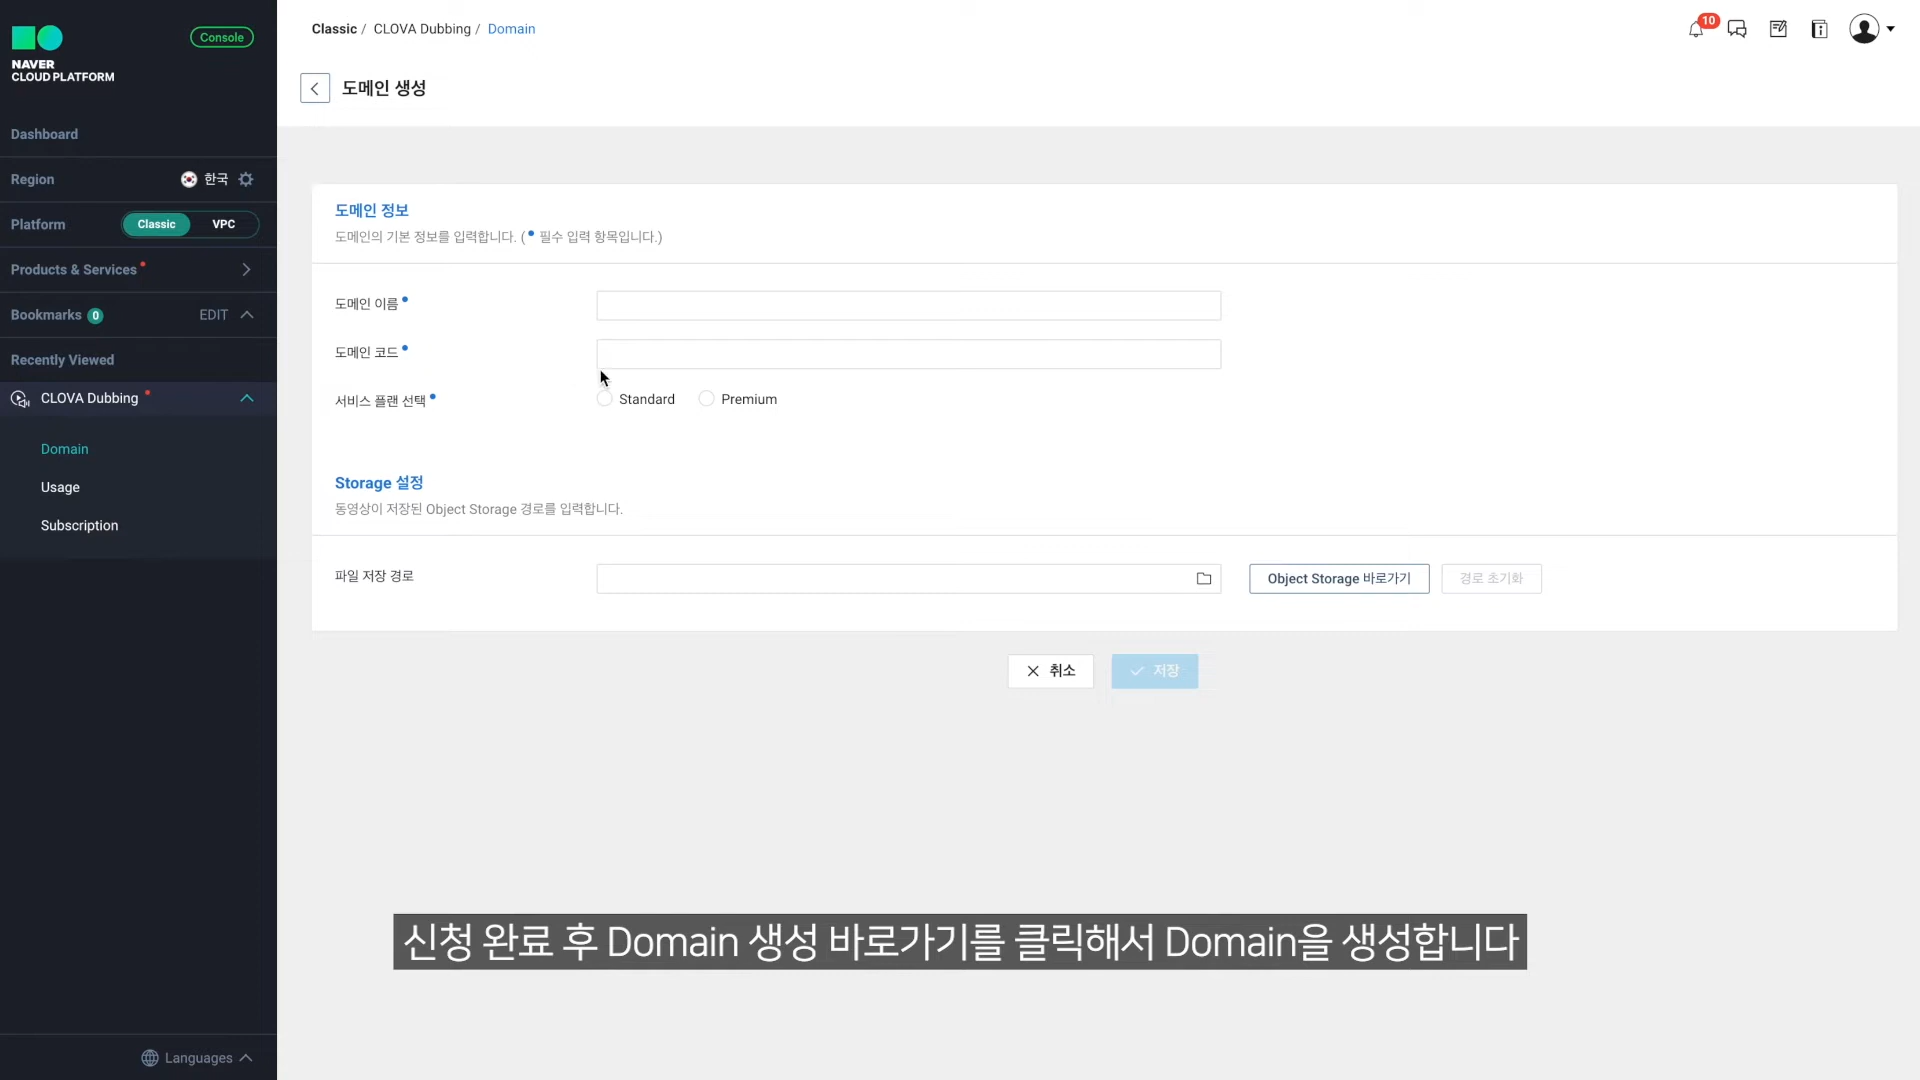 Console
NAVER
CLOUD PLATFORM
Dashboard
Region 한국
Platform Classic VPC
Products & Services
Bookmarks 0 EDIT
Recently Viewed
CLOVA Dubbing
Domain
Usage
Subscription
Languages
Classic / CLOVA Dubbing / Domain
10
도메인 생성
도메인 정보
도메인의 기본 정보를 입력합니다. (• 필수 입력 항목입니다.)
도메인 이름 •
도메인 코드 •
서비스 플랜 선택 • Standard Premium
Storage 설정
동영상이 저장된 Object Storage 경로를 입력합니다.
파일 저장 경로 Object Storage 바로가기 경로 초기화
취소 저장
신청 완료 후 Domain 생성 바로가기를 클릭해서 Domain을 생성합니다